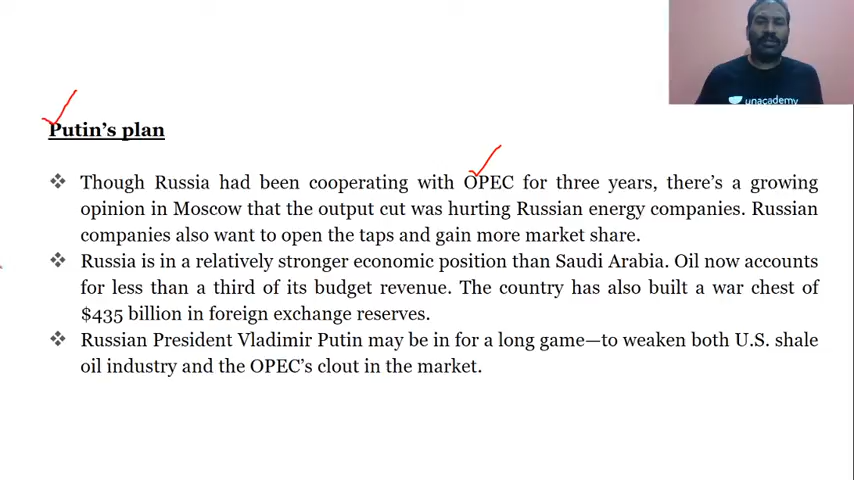 unacademy
Putin's plan
❖ Though Russia had been cooperating with OPEC for three years, there's a growing
opinion in Moscow that the output cut was hurting Russian energy companies. Russian
companies also want to open the taps and gain more market share.
❖ Russia is in a relatively stronger economic position than Saudi Arabia. Oil now accounts
for less than a third of its budget revenue. The country has also built a war chest of
$435 billion in foreign exchange reserves.
❖ Russian President Vladimir Putin may be in for a long game—to weaken both U.S. shale
oil industry and the OPEC's clout in the market.